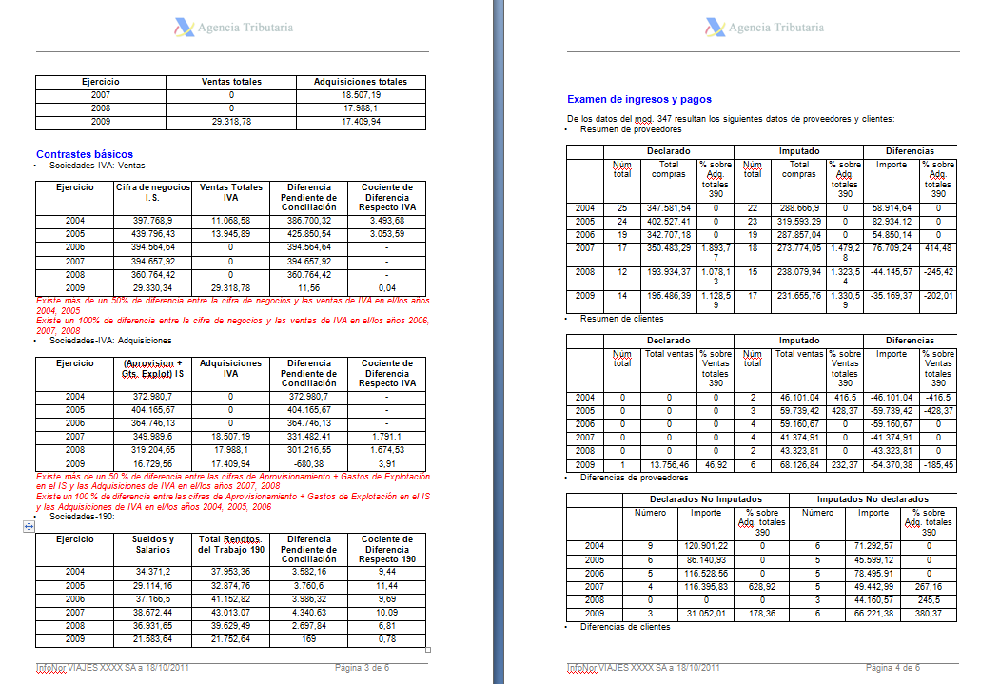 Agencia Tributaria
Ejercicio Ventas totales Adquisiciones totales
2007 0 18.507,19
2008 0 17.988,1
2009 29.318,78 17.409,94
Contrastes básicos
• Sociedades-IVA: Ventas
Ejercicio Cifra de negocios I.S. Ventas Totales IVA Diferencia Pendiente de Conciliación Cociente de Diferencia Respecto IVA
2004 397.768,9 11.068,58 386.700,32 3.493,68
2005 439.796,43 13.945,89 425.850,54 3.053,59
2006 394.564,64 0 394.564,64 -
2007 394.657,92 0 394.657,92 -
2008 360.764,42 0 360.764,42 -
2009 29.330,34 29.318,78 11,56 0,04
Existe más de un 50% de diferencia entre la cifra de negocios y las ventas de IVA en el/los años
2004, 2005
Existe un 100% de diferencia entre la cifra de negocios y las ventas de IVA en el/los años 2006,
2007, 2008
• Sociedades-IVA: Adquisiciones
Ejercicio (Aprovision + Gts. Explot) IS Adquisiciones IVA Diferencia Pendiente de Conciliación Cociente de Diferencia Respecto IVA
2004 372.980,7 0 372.980,7 -
2005 404.165,67 0 404.165,67 -
2006 364.746,13 0 364.746,13 -
2007 349.989,6 18.507,19 331.482,41 1.791,1
2008 319.204,65 17.988,1 301.216,55 1.674,53
2009 16.729,56 17.409,94 -680,38 3,91
Existe más de un 50 % de diferencia entre las cifras de Aprovisionamiento + Gastos de Explotación
en el IS y las Adquisiciones de IVA en el/los años 2007, 2008
Existe un 100 % de diferencia entre las cifras de Aprovisionamiento + Gastos de Explotación en el IS
y las Adquisiciones de IVA en el/los años 2004, 2005, 2006
• Sociedades-190:
Ejercicio Sueldos y Salarios Total Rendtos. del Trabajo 190 Diferencia Pendiente de Conciliación Cociente de Diferencia Respecto 190
2004 34.371,2 37.953,36 3.582,16 9,44
2005 29.114,16 32.874,76 3.760,6 11,44
2006 37.166,5 41.152,82 3.986,32 9,69
2007 38.672,44 43.013,07 4.340,63 10,09
2008 36.931,65 39.629,49 2.697,84 6,81
2009 21.583,64 21.752,64 169 0,78
InfoNor VIAJES XXXX SA a 18/10/2011 Página 3 de 6
Agencia Tributaria
Examen de ingresos y pagos
De los datos del mod. 347 resultan los siguientes datos de proveedores y clientes:
• Resumen de proveedores
Declarado Imputado Diferencias
Núm total Total compras % sobre Adq. totales 390 Núm total Total compras % sobre Adq. totales 390 Importe % sobre Adq. totales 390
2004 25 347.581,54 0 22 288.666,9 0 58.914,64 0
2005 24 402.527,41 0 23 319.593,29 0 82.934,12 0
2006 19 342.707,18 0 19 287.857,04 0 54.850,14 0
2007 17 350.483,29 1.893,77 18 273.774,05 1.479,28 76.709,24 414,48
2008 12 193.934,37 1.078,13 15 238.079,94 1.323,54 -44.145,57 -245,42
2009 14 196.486,39 1.128,59 17 231.655,76 1.330,59 -35.169,37 -202,01
• Resumen de clientes
Declarado Imputado Diferencias
Núm total Total ventas % sobre Ventas totales 390 Núm total Total ventas % sobre Ventas totales 390 Importe % sobre Ventas totales 390
2004 0 0 0 2 46.101,04 416,5 -46.101,04 -416,5
2005 0 0 0 3 59.739,42 428,37 -59.739,42 -428,37
2006 0 0 0 4 59.160,67 0 -59.160,67 0
2007 0 0 0 4 41.374,91 0 -41.374,91 0
2008 0 0 0 2 43.323,81 0 -43.323,81 0
2009 1 13.756,46 46,92 6 68.126,84 232,37 -54.370,38 -185,45
• Diferencias de proveedores
Declarados No Imputados Imputados No declarados
Número Importe % sobre Adq. totales 390 Número Importe % sobre Adq. totales 390
2004 9 120.901,22 0 6 71.292,57 0
2005 6 86.140,93 0 5 45.599,12 0
2006 5 116.528,56 0 5 78.495,91 0
2007 4 116.395,83 628,92 5 49.442,99 267,16
2008 0 0 0 3 44.160,57 245,5
2009 3 31.052,01 178,36 6 66.221,38 380,37
• Diferencias de clientes
InfoNor VIAJES XXXX SA a 18/10/2011 Página 4 de 6